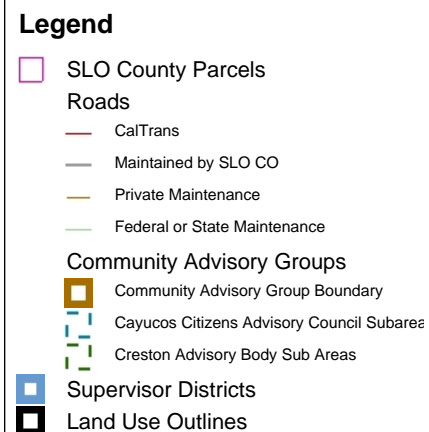 Legend
SLO County Parcels
Roads
CalTrans
Maintained by SLO CO
Private Maintenance
Federal or State Maintenance
Community Advisory Groups
Community Advisory Group Boundary
Cayucos Citizens Advisory Council Subarea
Creston Advisory Body Sub Areas
Supervisor Districts
Land Use Outlines